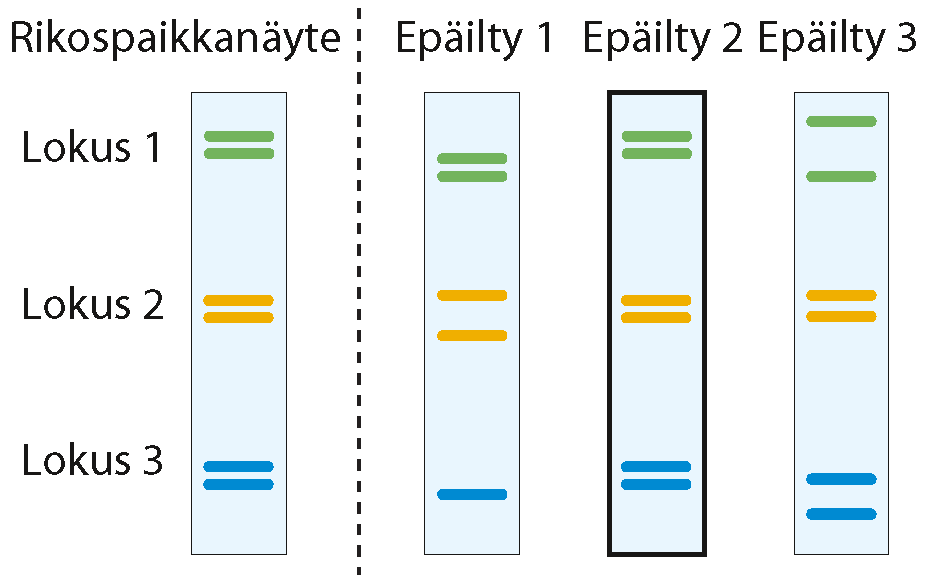 Rikospaikkanäyte
Epäilty 1
Epäilty 2
Epäilty 3
Lokus 1
Lokus 2
Lokus 3